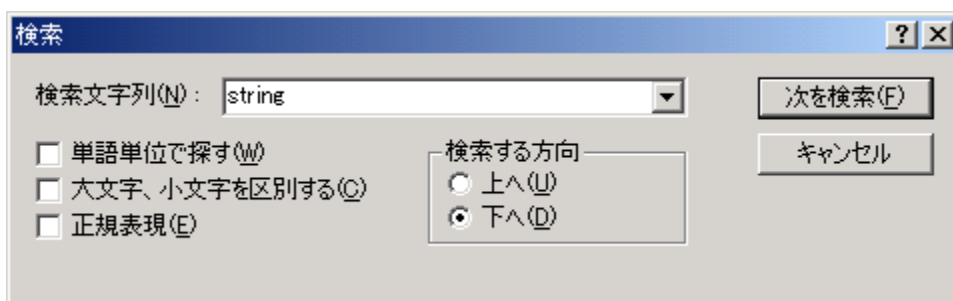 検索
検索文字列(N): string
次を検索(F)
単語単位で探す(W)
大文字、小文字を区別する(C)
正規表現(E)
検索する方向
上へ(U)
下へ(D)
キャンセル